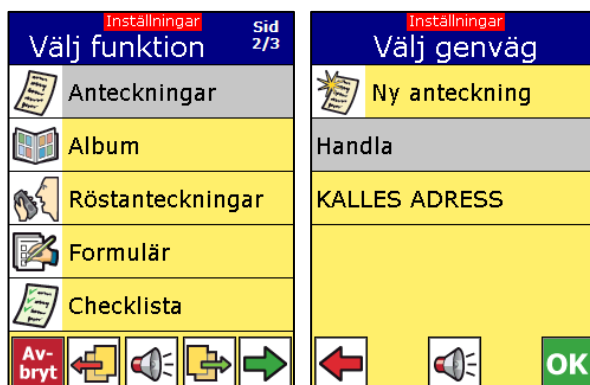 Inställningar
Välj funktion
Sid
2/3
Anteckningar
Album
Röstanteckningar
Formulär
Checklista
Av-
bryt
Inställningar
Välj genväg
Ny anteckning
Handla
KALLES ADRESS
OK